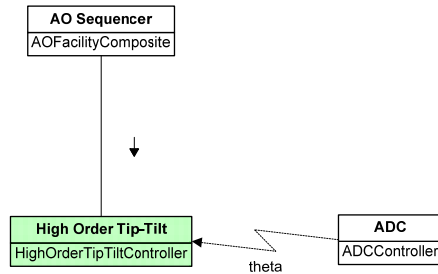 AO Sequencer
AOFacilityComposite
High Order Tip-Tilt
HighOrderTipTiltController
theta
ADC
ADCController